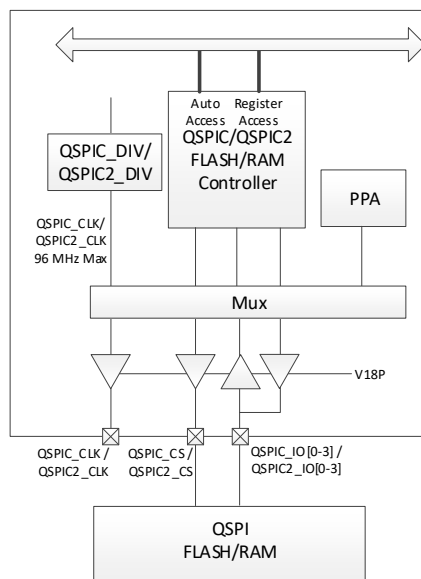 Auto Register
Access Access
QSPIC/QSPIC2
FLASH/RAM
Controller
QSPIC_DIV/
QSPIC2_DIV
PPA
QSPIC_CLK/
QSPIC2_CLK
96 MHz Max
Mux
V18P
QSPIC_CLK /
QSPIC2_CLK
QSPIC_CS /
QSPIC2_CS
QSPIC_IO[0-3] /
QSPIC2_IO[0-3]
QSPI
FLASH/RAM